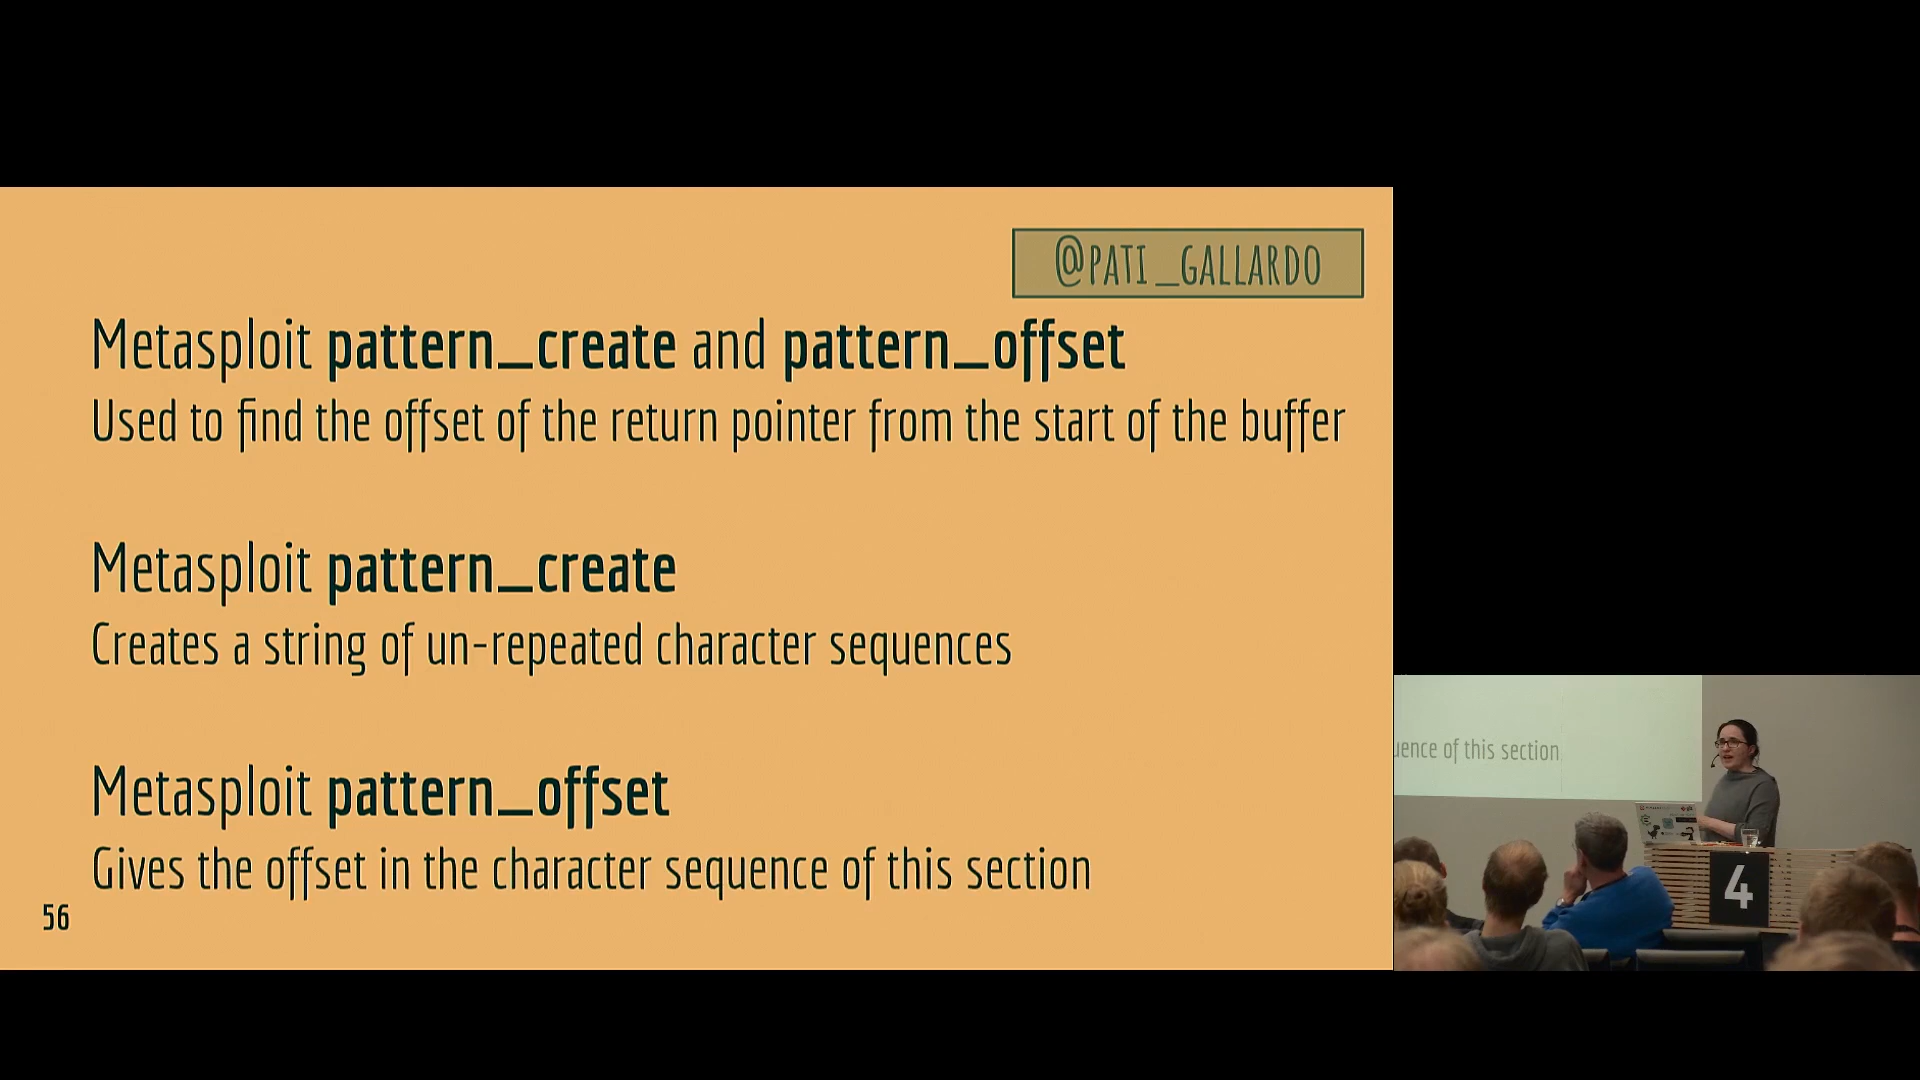 @PATI_GALLARDO
Metasploit pattern_create and pattern_offset
Used to find the offset of the return pointer from the start of the buffer
Metasploit pattern_create
Creates a string of un-repeated character sequences
Metasploit pattern_offset
Gives the offset in the character sequence of this section
56
uence of this section
4